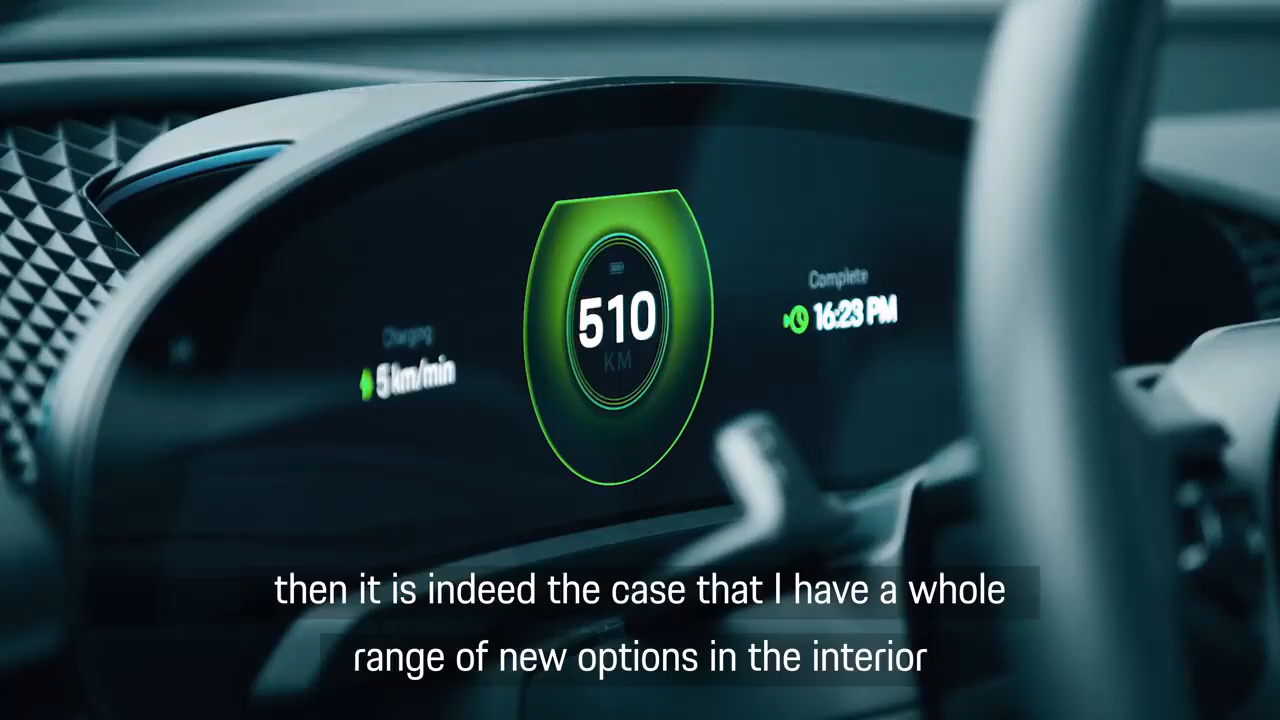 Charging
5 km/min
510
KM
Complete
16:23 PM
then it is indeed the case that I have a whole
range of new options in the interior